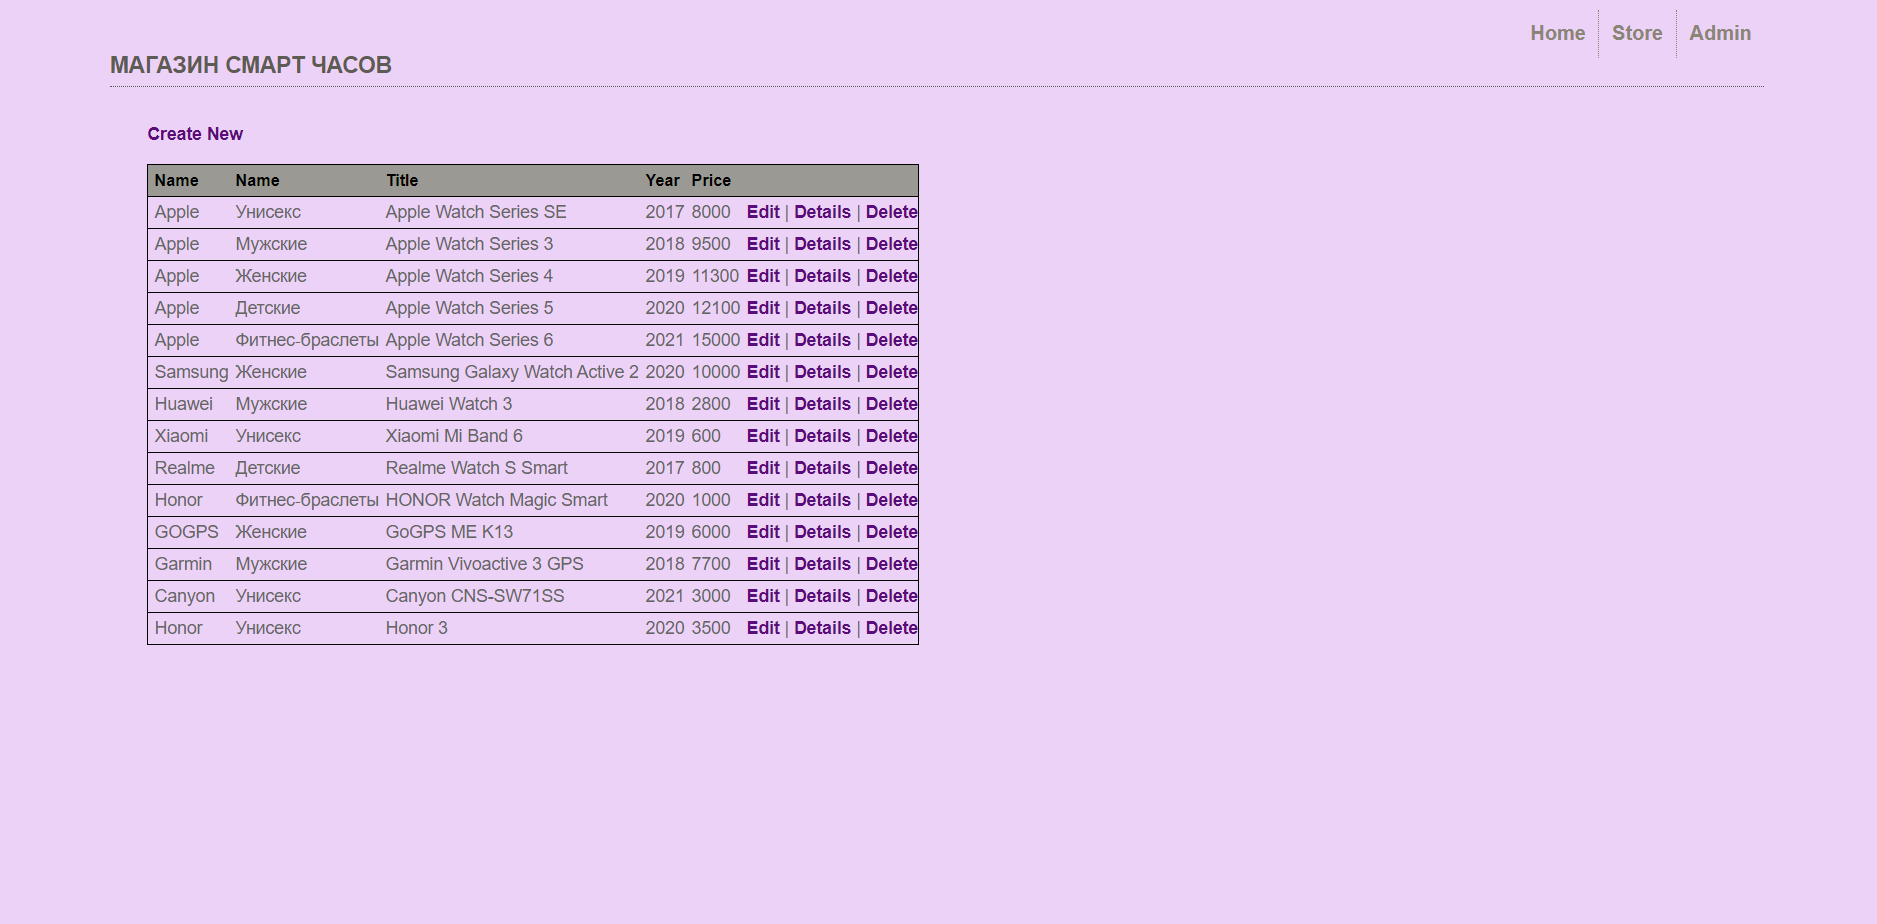 Home Store Admin
МАГАЗИН СМАРТ ЧАСОВ
Create New
Name Name Title Year Price
Apple Унисекс Apple Watch Series SE 2017 8000 Edit | Details | Delete
Apple Мужские Apple Watch Series 3 2018 9500 Edit | Details | Delete
Apple Женские Apple Watch Series 4 2019 11300 Edit | Details | Delete
Apple Детские Apple Watch Series 5 2020 12100 Edit | Details | Delete
Apple Фитнес-браслеты Apple Watch Series 6 2021 15000 Edit | Details | Delete
Samsung Женские Samsung Galaxy Watch Active 2 2020 10000 Edit | Details | Delete
Huawei Мужские Huawei Watch 3 2018 2800 Edit | Details | Delete
Xiaomi Унисекс Xiaomi Mi Band 6 2019 600 Edit | Details | Delete
Realme Детские Realme Watch S Smart 2017 800 Edit | Details | Delete
Honor Фитнес-браслеты HONOR Watch Magic Smart 2020 1000 Edit | Details | Delete
GOGPS Женские GoGPS ME K13 2019 6000 Edit | Details | Delete
Garmin Мужские Garmin Vivoactive 3 GPS 2018 7700 Edit | Details | Delete
Canyon Унисекс Canyon CNS-SW71SS 2021 3000 Edit | Details | Delete
Honor Унисекс Honor 3 2020 3500 Edit | Details | Delete